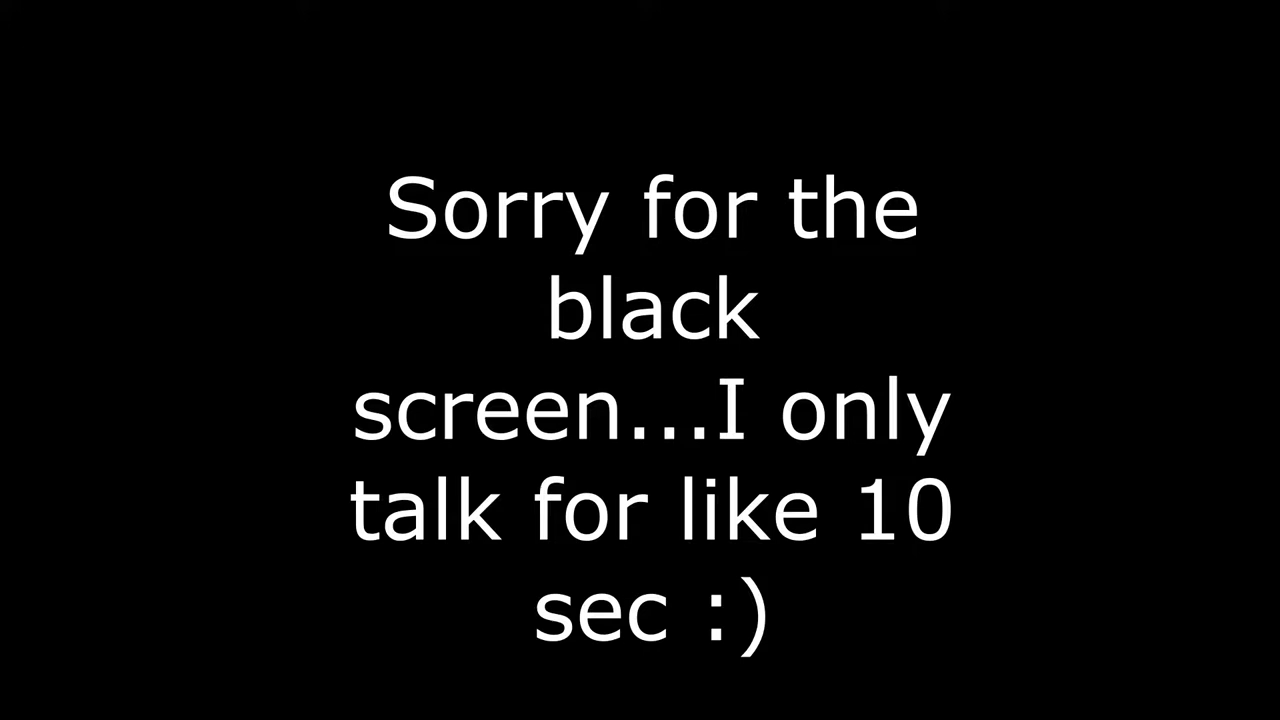 Sorry for the
black
screen...I only
talk for like 10
sec :)